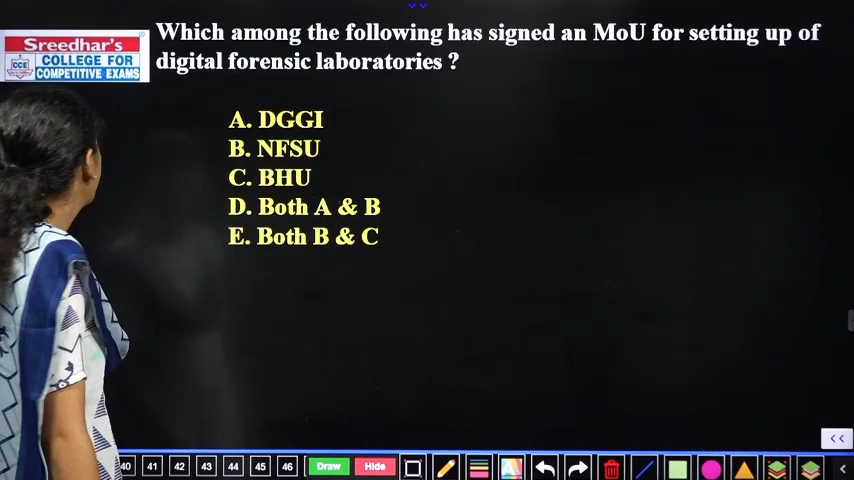 Which among the following has signed an MoU for setting up of
digital forensic laboratories ?
Sreedhar's
CCE
COLLEGE FOR
COMPETITIVE EXAMS
A. DGGI
B. NFSU
C. BHU
D. Both A & B
E. Both B & C
40 41 42 43 44 45 46 Draw Hide